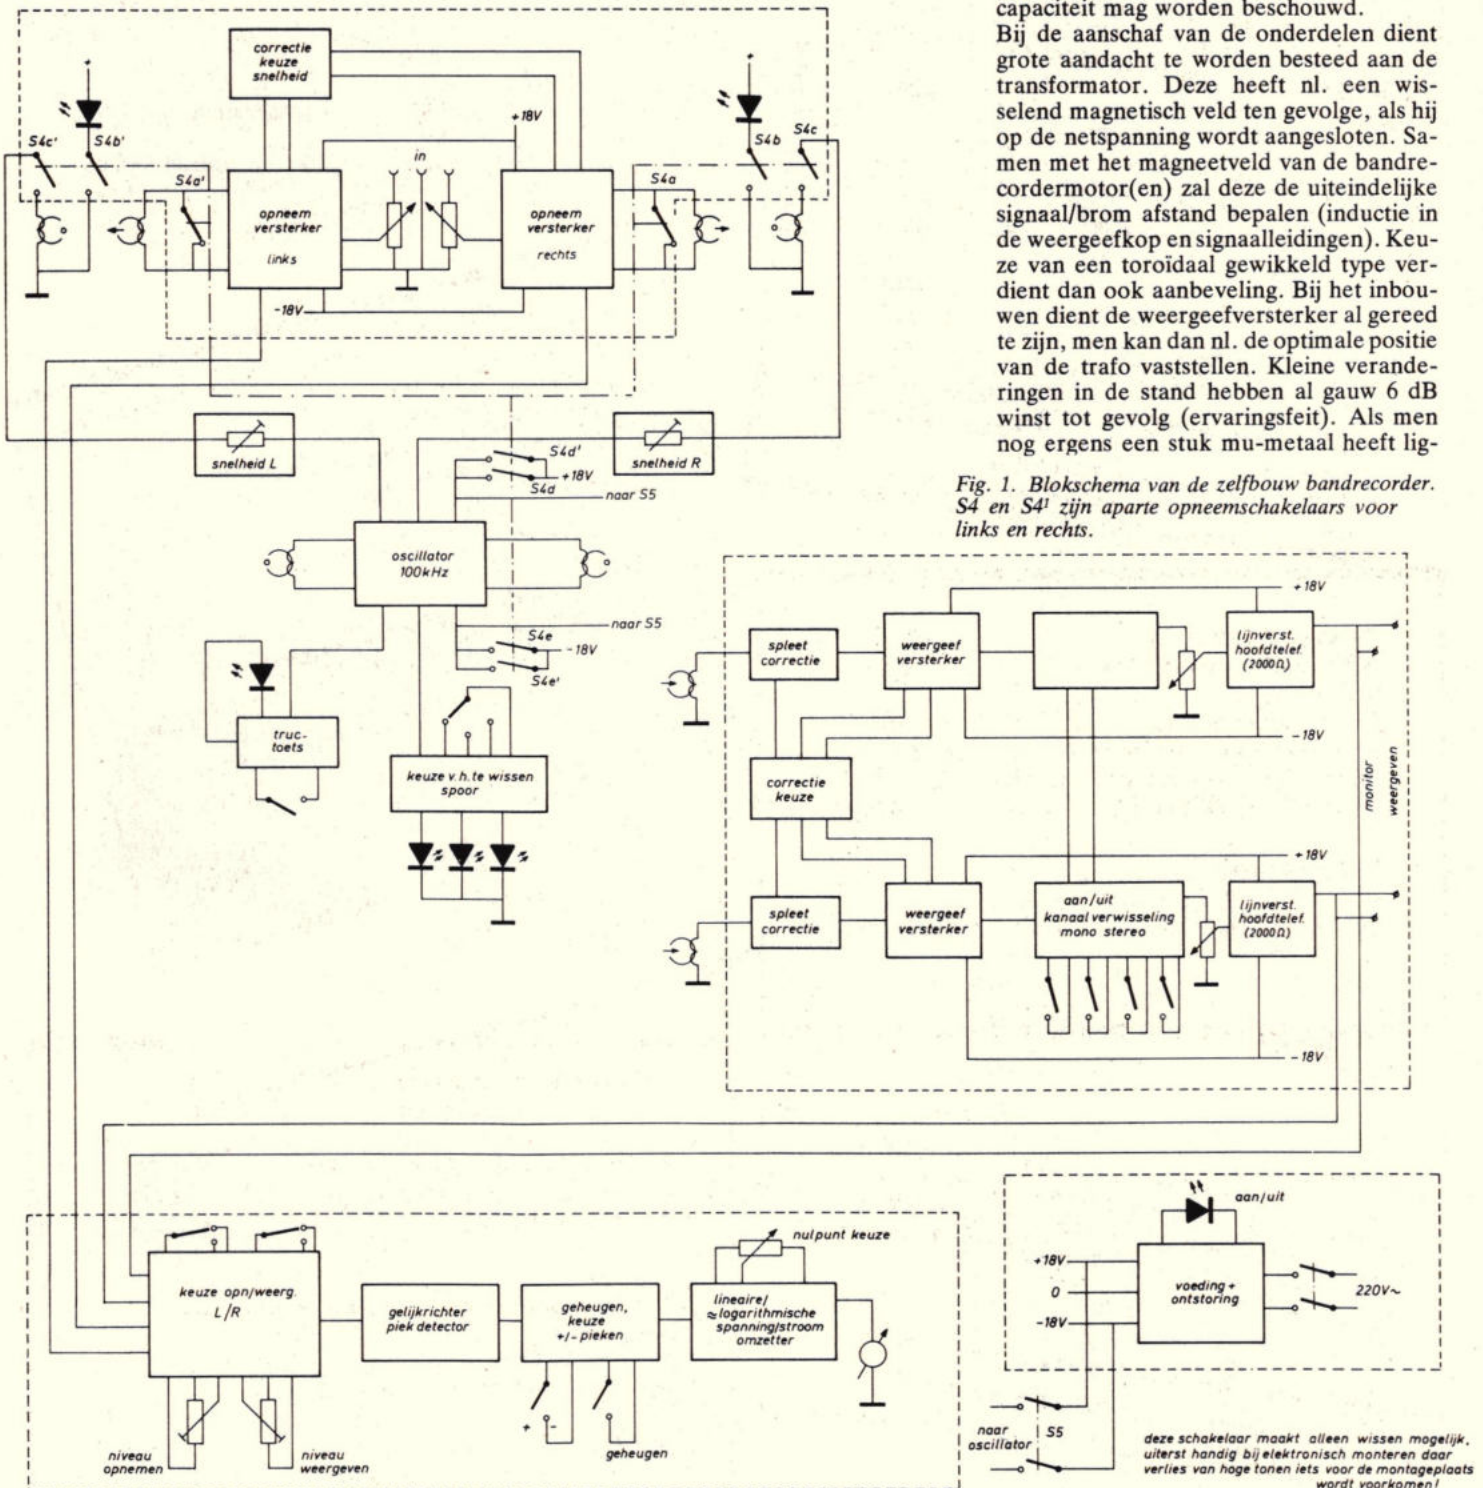 capaciteit mag worden beschouwd.
Bij de aanschaf van de onderdelen dient
grote aandacht te worden besteed aan de
transformator. Deze heeft nl. een wis-
selend magnetisch veld ten gevolge, als hij
op de netspanning wordt aangesloten. Sa-
men met het magneetveld van de bandre-
cordermotor(en) zal deze de uiteindelijke
signaal/brom afstand bepalen (inductie in
de weergeefkop en signaalleidingen). Keu-
ze van een toroïdaal gewikkeld type ver-
dient dan ook aanbeveling. Bij het inbou-
wen dient de weergeefversterker al gereed
te zijn, men kan dan nl. de optimale positie
van de trafo vaststellen. Kleine verande-
ringen in de stand hebben al gauw 6 dB
winst tot gevolg (ervaringsfeit). Als men
nog ergens een stuk mu-metaal heeft lig-
Fig. 1. Blokschema van de zelfbouw bandrecorder.
S4 en S4¹ zijn aparte opneemschakelaars voor
links en rechts.
correctie
keuze
snelheid
+
+
S4c'
S4b'
S4a'
+18V
in
S4b
S4c
S4a
opneem
versterker
links
opneem
versterker
rechts
-18V
snelheid L
snelheid R
S4d'
+18V
S4d
naar S5
oscillator
100kHz
naar S5
S4e
-18V
S4e'
truc-
toets
keuze v.h. te wissen
spoor
+18V
spleet
correctie
weergeef
versterker
lijnverst.
hoofdtelef.
(2000Ω)
-18V
correctie
keuze
monitor
weergeven
+18V
spleet
correctie
weergeef
versterker
aan/uit
kanaal verwisseling
mono stereo
lijnverst.
hoofdtelef.
(2000Ω)
-18V
keuze opn/weerg.
L/R
gelijkrichter
piek detector
geheugen,
keuze
+/- pieken
nulpunt keuze
lineaire/
≈logarithmische
spanning/stroom
omzetter
niveau
opnemen
niveau
weergeven
+ -
geheugen
aan/uit
+18V
0
-18V
voeding +
ontstoring
220V~
naar
oscillator
S5
deze schakelaar maakt alleen wissen mogelijk,
uiterst handig bij elektronisch monteren daar
verlies van hoge tonen iets voor de montageplaats
wordt voorkomen!